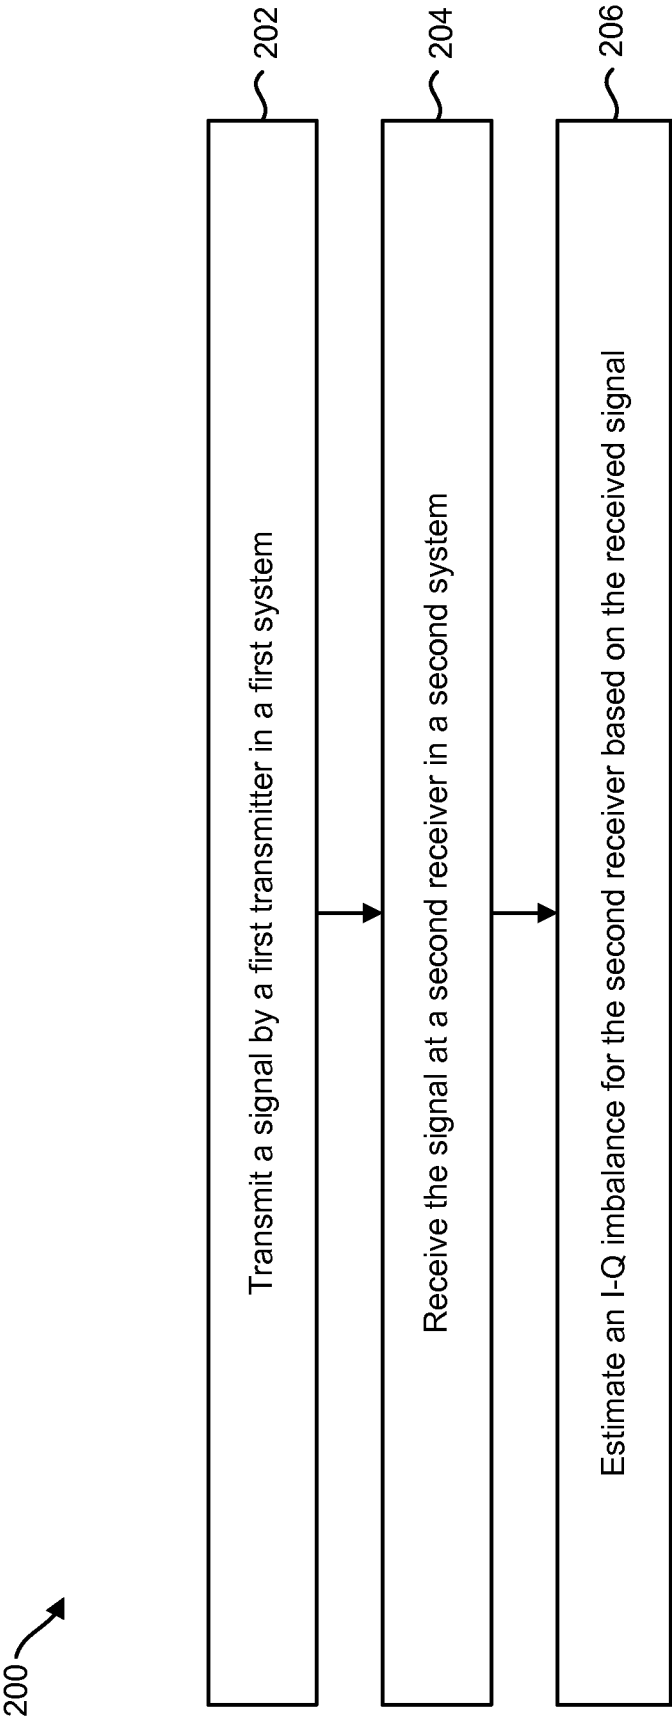 200
202
Transmit a signal by a first transmitter in a first system
204
Receive the signal at a second receiver in a second system
206
Estimate an I-Q imbalance for the second receiver based on the received signal